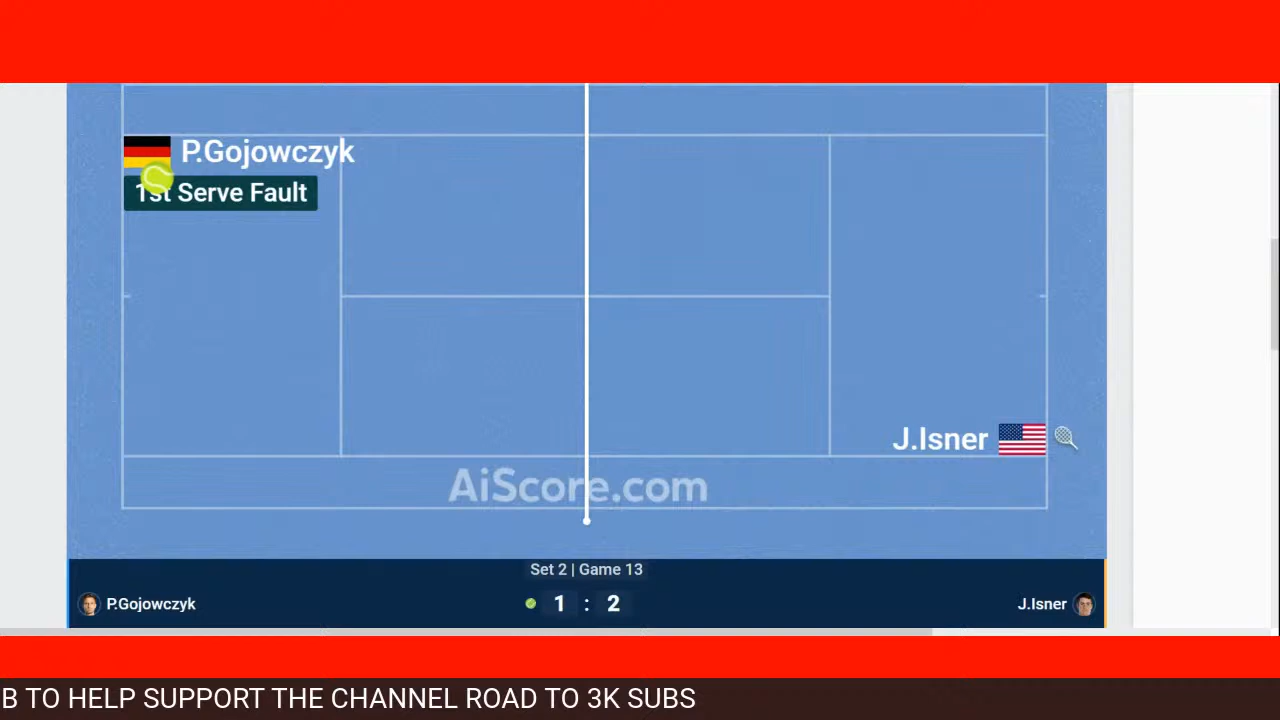 P.Gojowczyk
1st Serve Fault
J.Isner
AiScore.com
Set 2 | Game 13
P.Gojowczyk
1 : 2
J.Isner
B TO HELP SUPPORT THE CHANNEL ROAD TO 3K SUBS